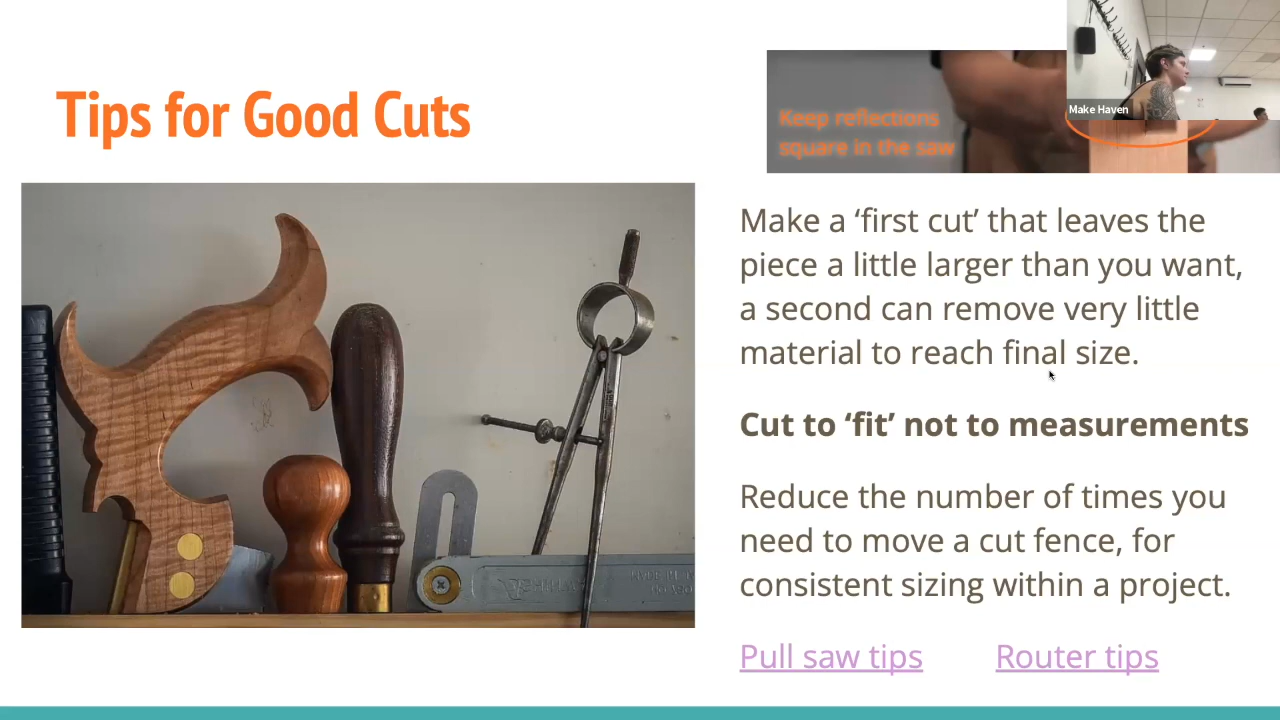 Tips for Good Cuts
Keep reflections
square in the saw
Make Haven
Make a ‘first cut’ that leaves the
piece a little larger than you want,
a second can remove very little
material to reach final size.
Cut to ‘fit’ not to measurements
Reduce the number of times you
need to move a cut fence, for
consistent sizing within a project.
Pull saw tips
Router tips